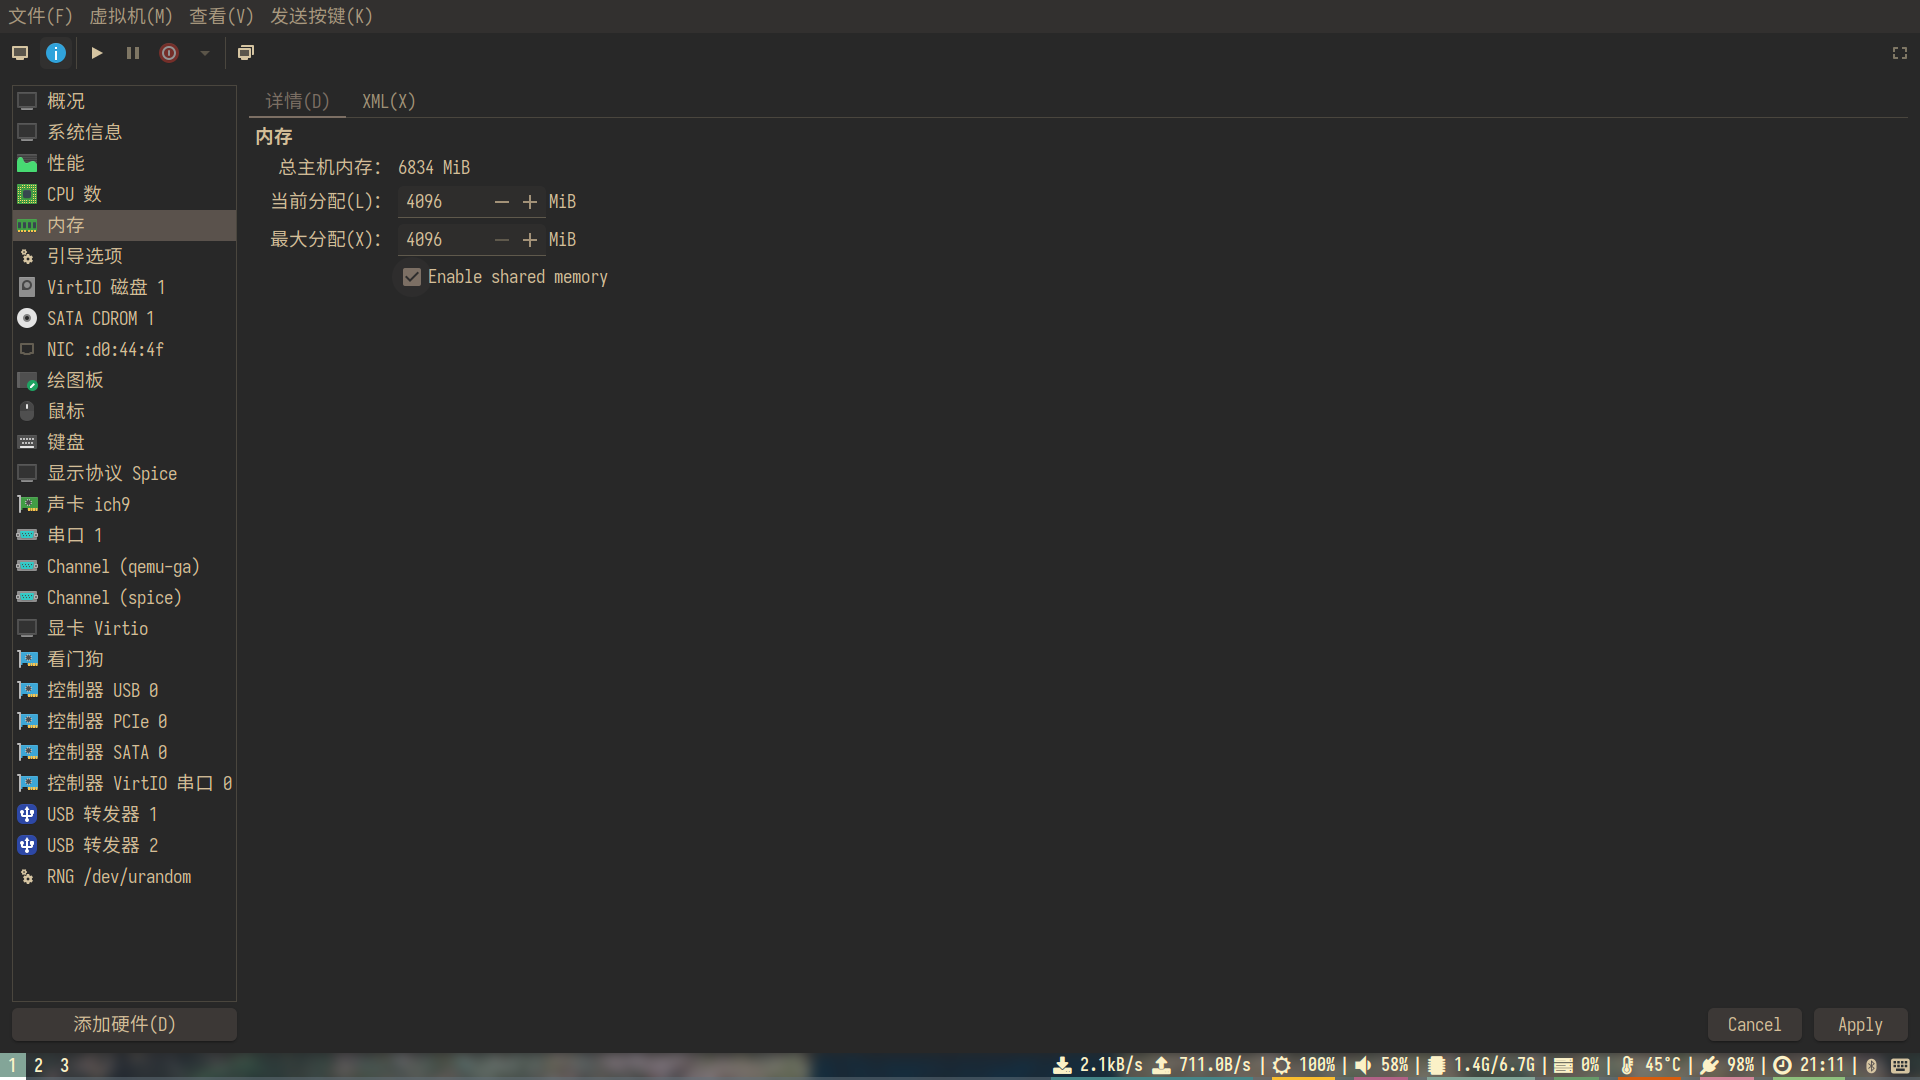 文件(F) 虚拟机(M) 查看(V) 发送按键(K)
概况
系统信息
性能
CPU 数
内存
引导选项
VirtIO 磁盘 1
SATA CDROM 1
NIC :d0:44:4f
绘图板
鼠标
键盘
显示协议 Spice
声卡 ich9
串口 1
Channel (qemu-ga)
Channel (spice)
显卡 Virtio
看门狗
控制器 USB 0
控制器 PCIe 0
控制器 SATA 0
控制器 VirtIO 串口 0
USB 转发器 1
USB 转发器 2
RNG /dev/urandom
添加硬件(D)
详情(D) XML(X)
内存
总主机内存: 6834 MiB
当前分配(L): 4096 MiB
最大分配(X): 4096 MiB
Enable shared memory
Cancel Apply
1 2 3 2.1kB/s 711.0B/s | 100% | 58% | 1.4G/6.7G | 0% | 45°C | 98% | 21:11 |